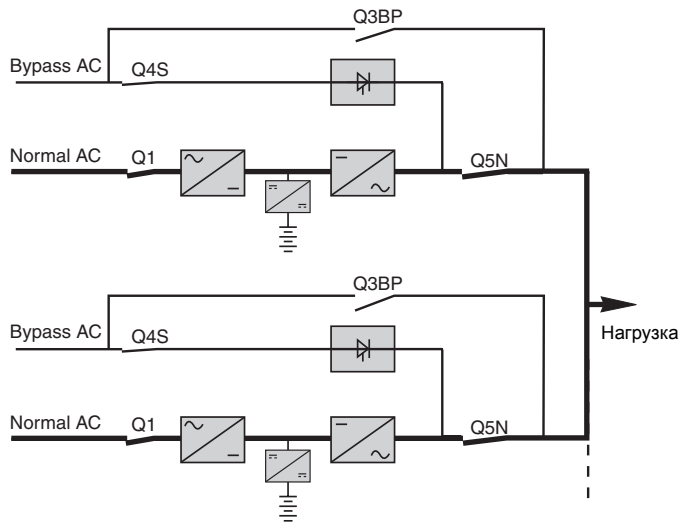 Q3BP
Bypass AC
Q4S
Normal AC
Q1
Q5N
Q3BP
Bypass AC
Q4S
Нагрузка
Normal AC
Q1
Q5N